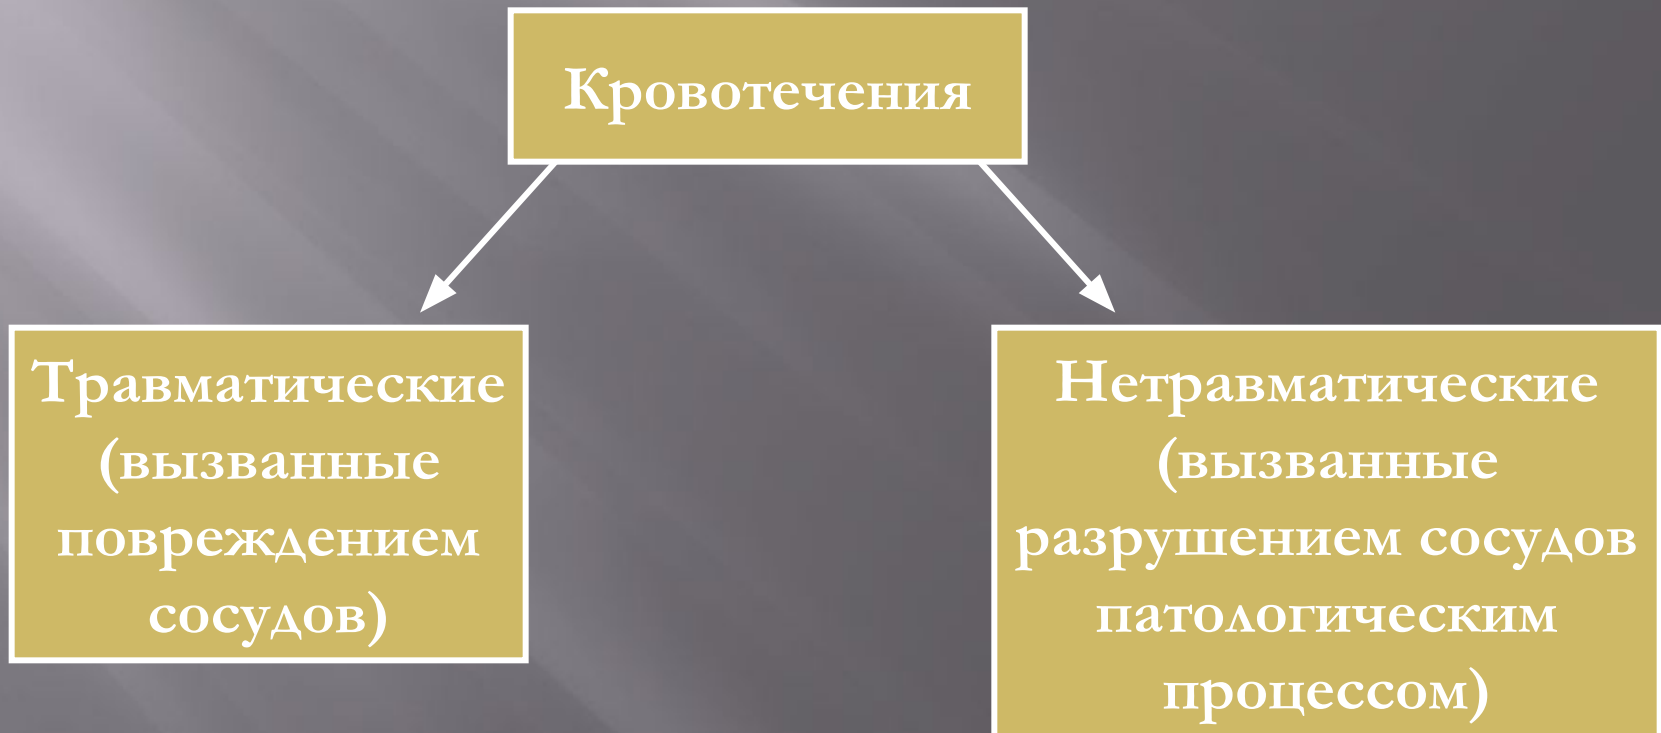 Кровотечения
Травматические
(вызванные
повреждением
сосудов)
Нетравматические
(вызванные
разрушением сосудов
патологическим
процессом)